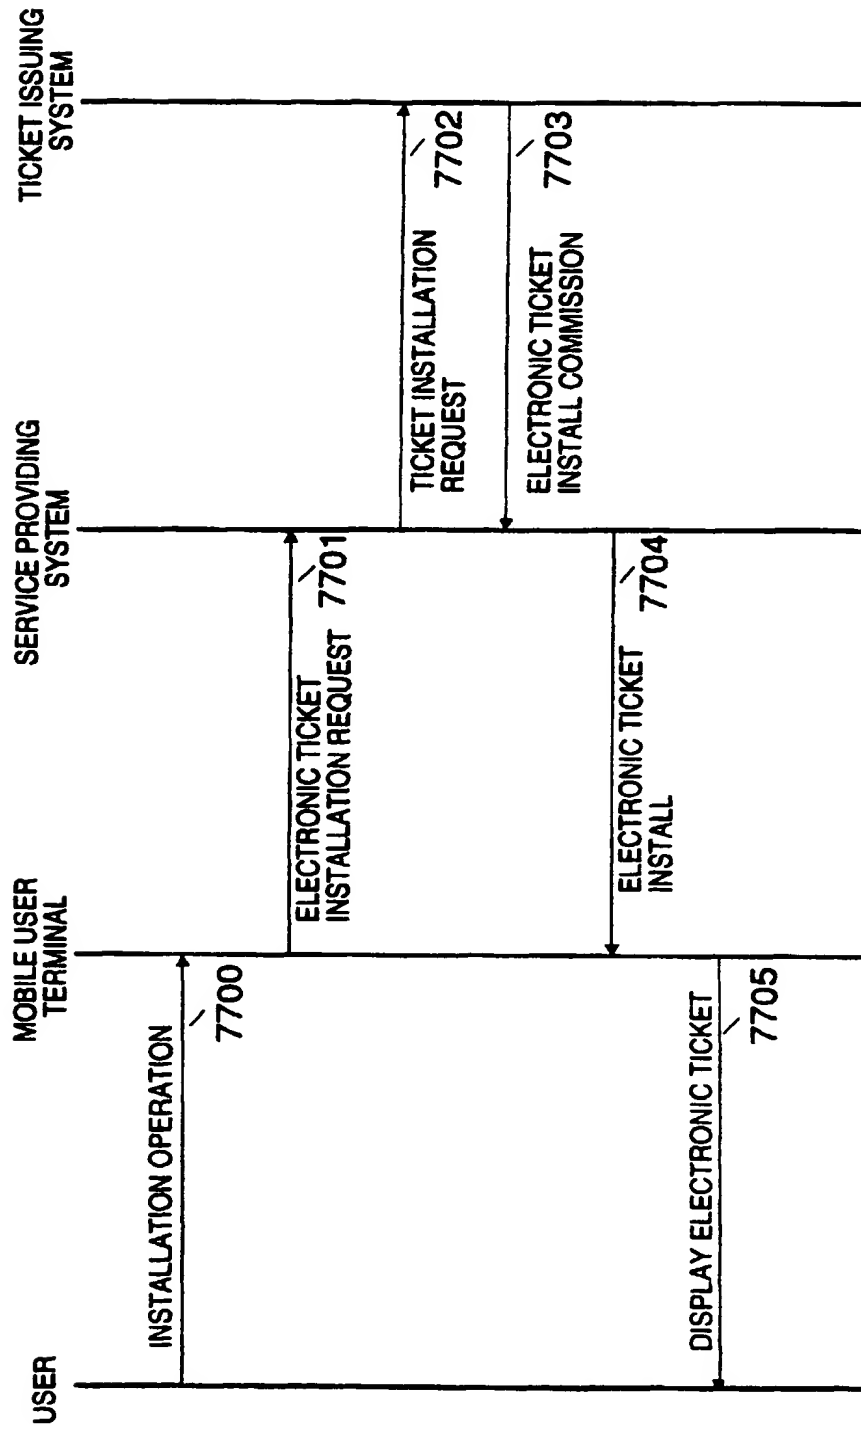 USER
MOBILE USER
TERMINAL
SERVICE PROVIDING
SYSTEM
TICKET ISSUING
SYSTEM
INSTALLATION OPERATION
7700
ELECTRONIC TICKET
INSTALLATION REQUEST
7701
TICKET INSTALLATION
REQUEST
7702
ELECTRONIC TICKET
INSTALL COMMISSION
7703
ELECTRONIC TICKET
INSTALL
7704
DISPLAY ELECTRONIC TICKET
7705